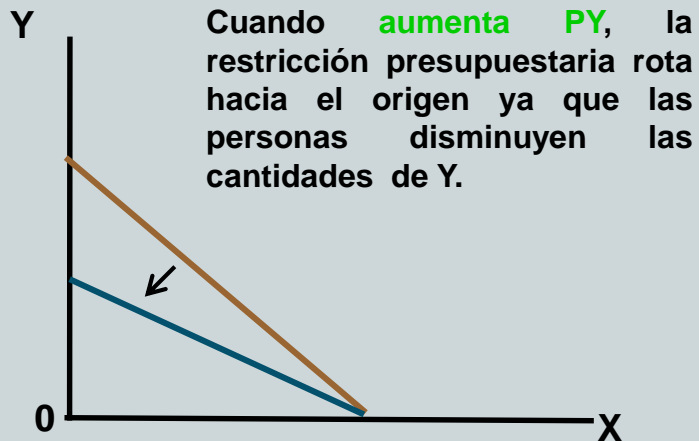 Y
Cuando aumenta PY, la
restricción presupuestaria rota
hacia el origen ya que las
personas disminuyen las
cantidades de Y.
0
X